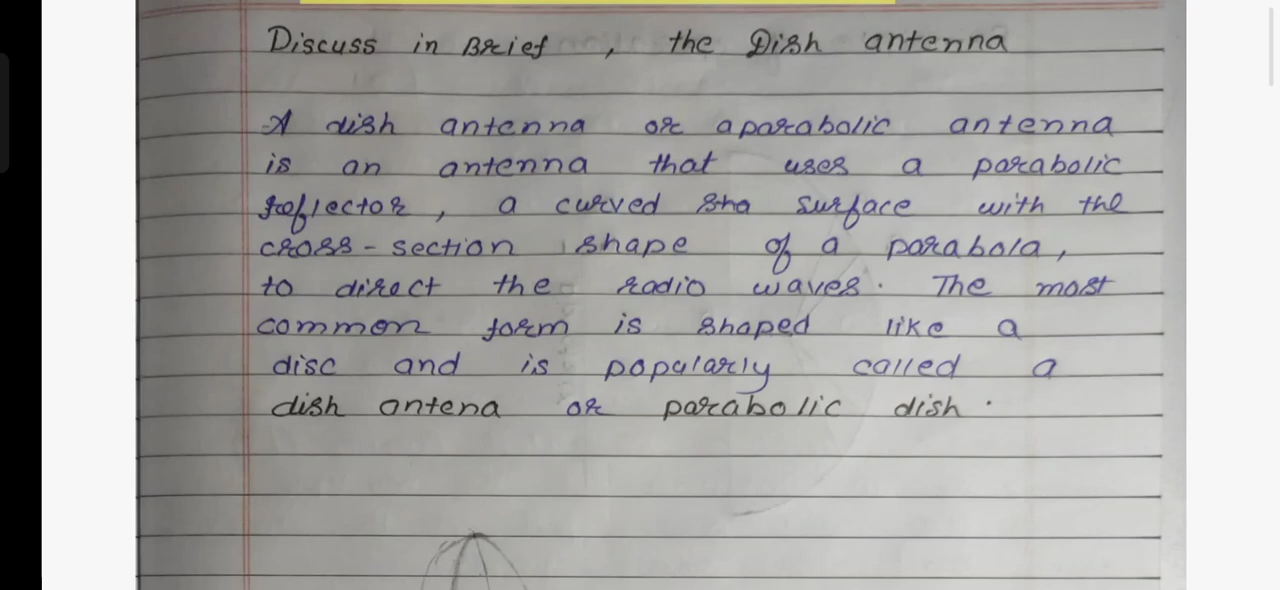 Discuss in Brief , the Dish antenna
A dish antenna or aparabolic antenna
is an antenna that uses a parabolic
reflector, a curved sha surface with the
cross-section shape of a parabola,
to direct the radio waves. The most
common form is shaped like a
disc and is popularly called a
dish antena or parabolic dish.